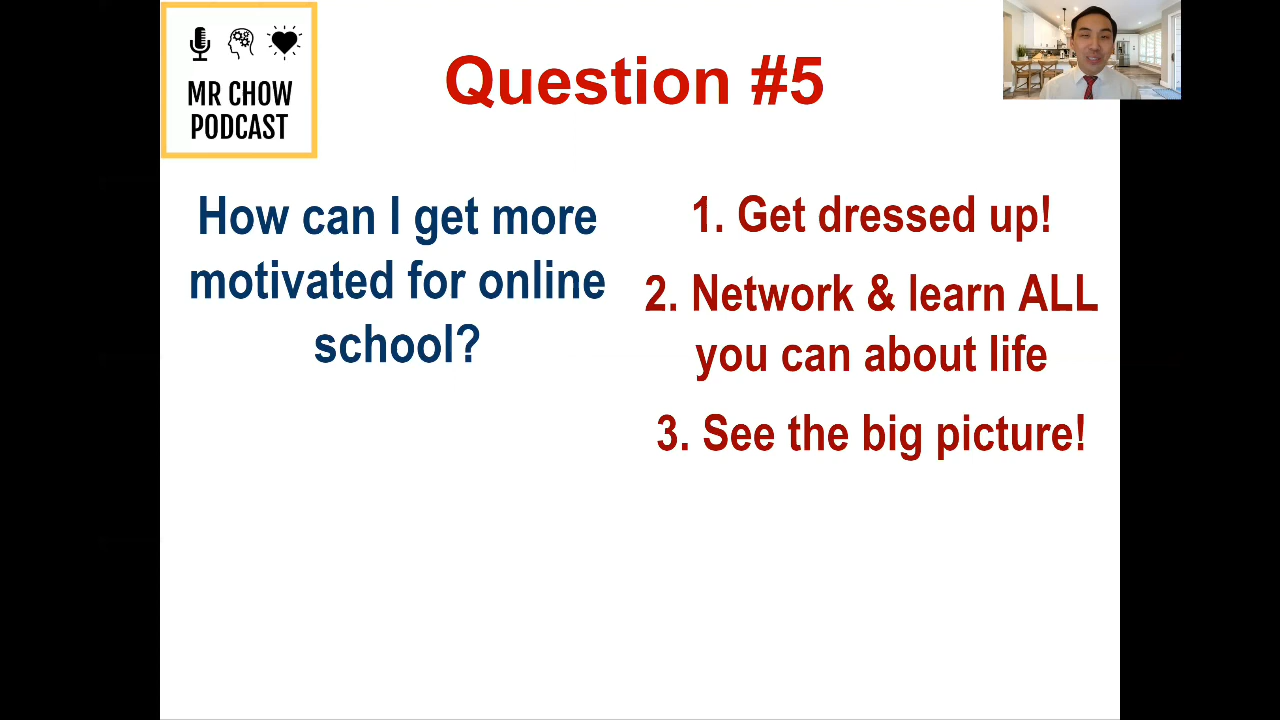 MR CHOW
PODCAST
Question #5
How can I get more
motivated for online
school?
1. Get dressed up!
2. Network & learn ALL
you can about life
3. See the big picture!